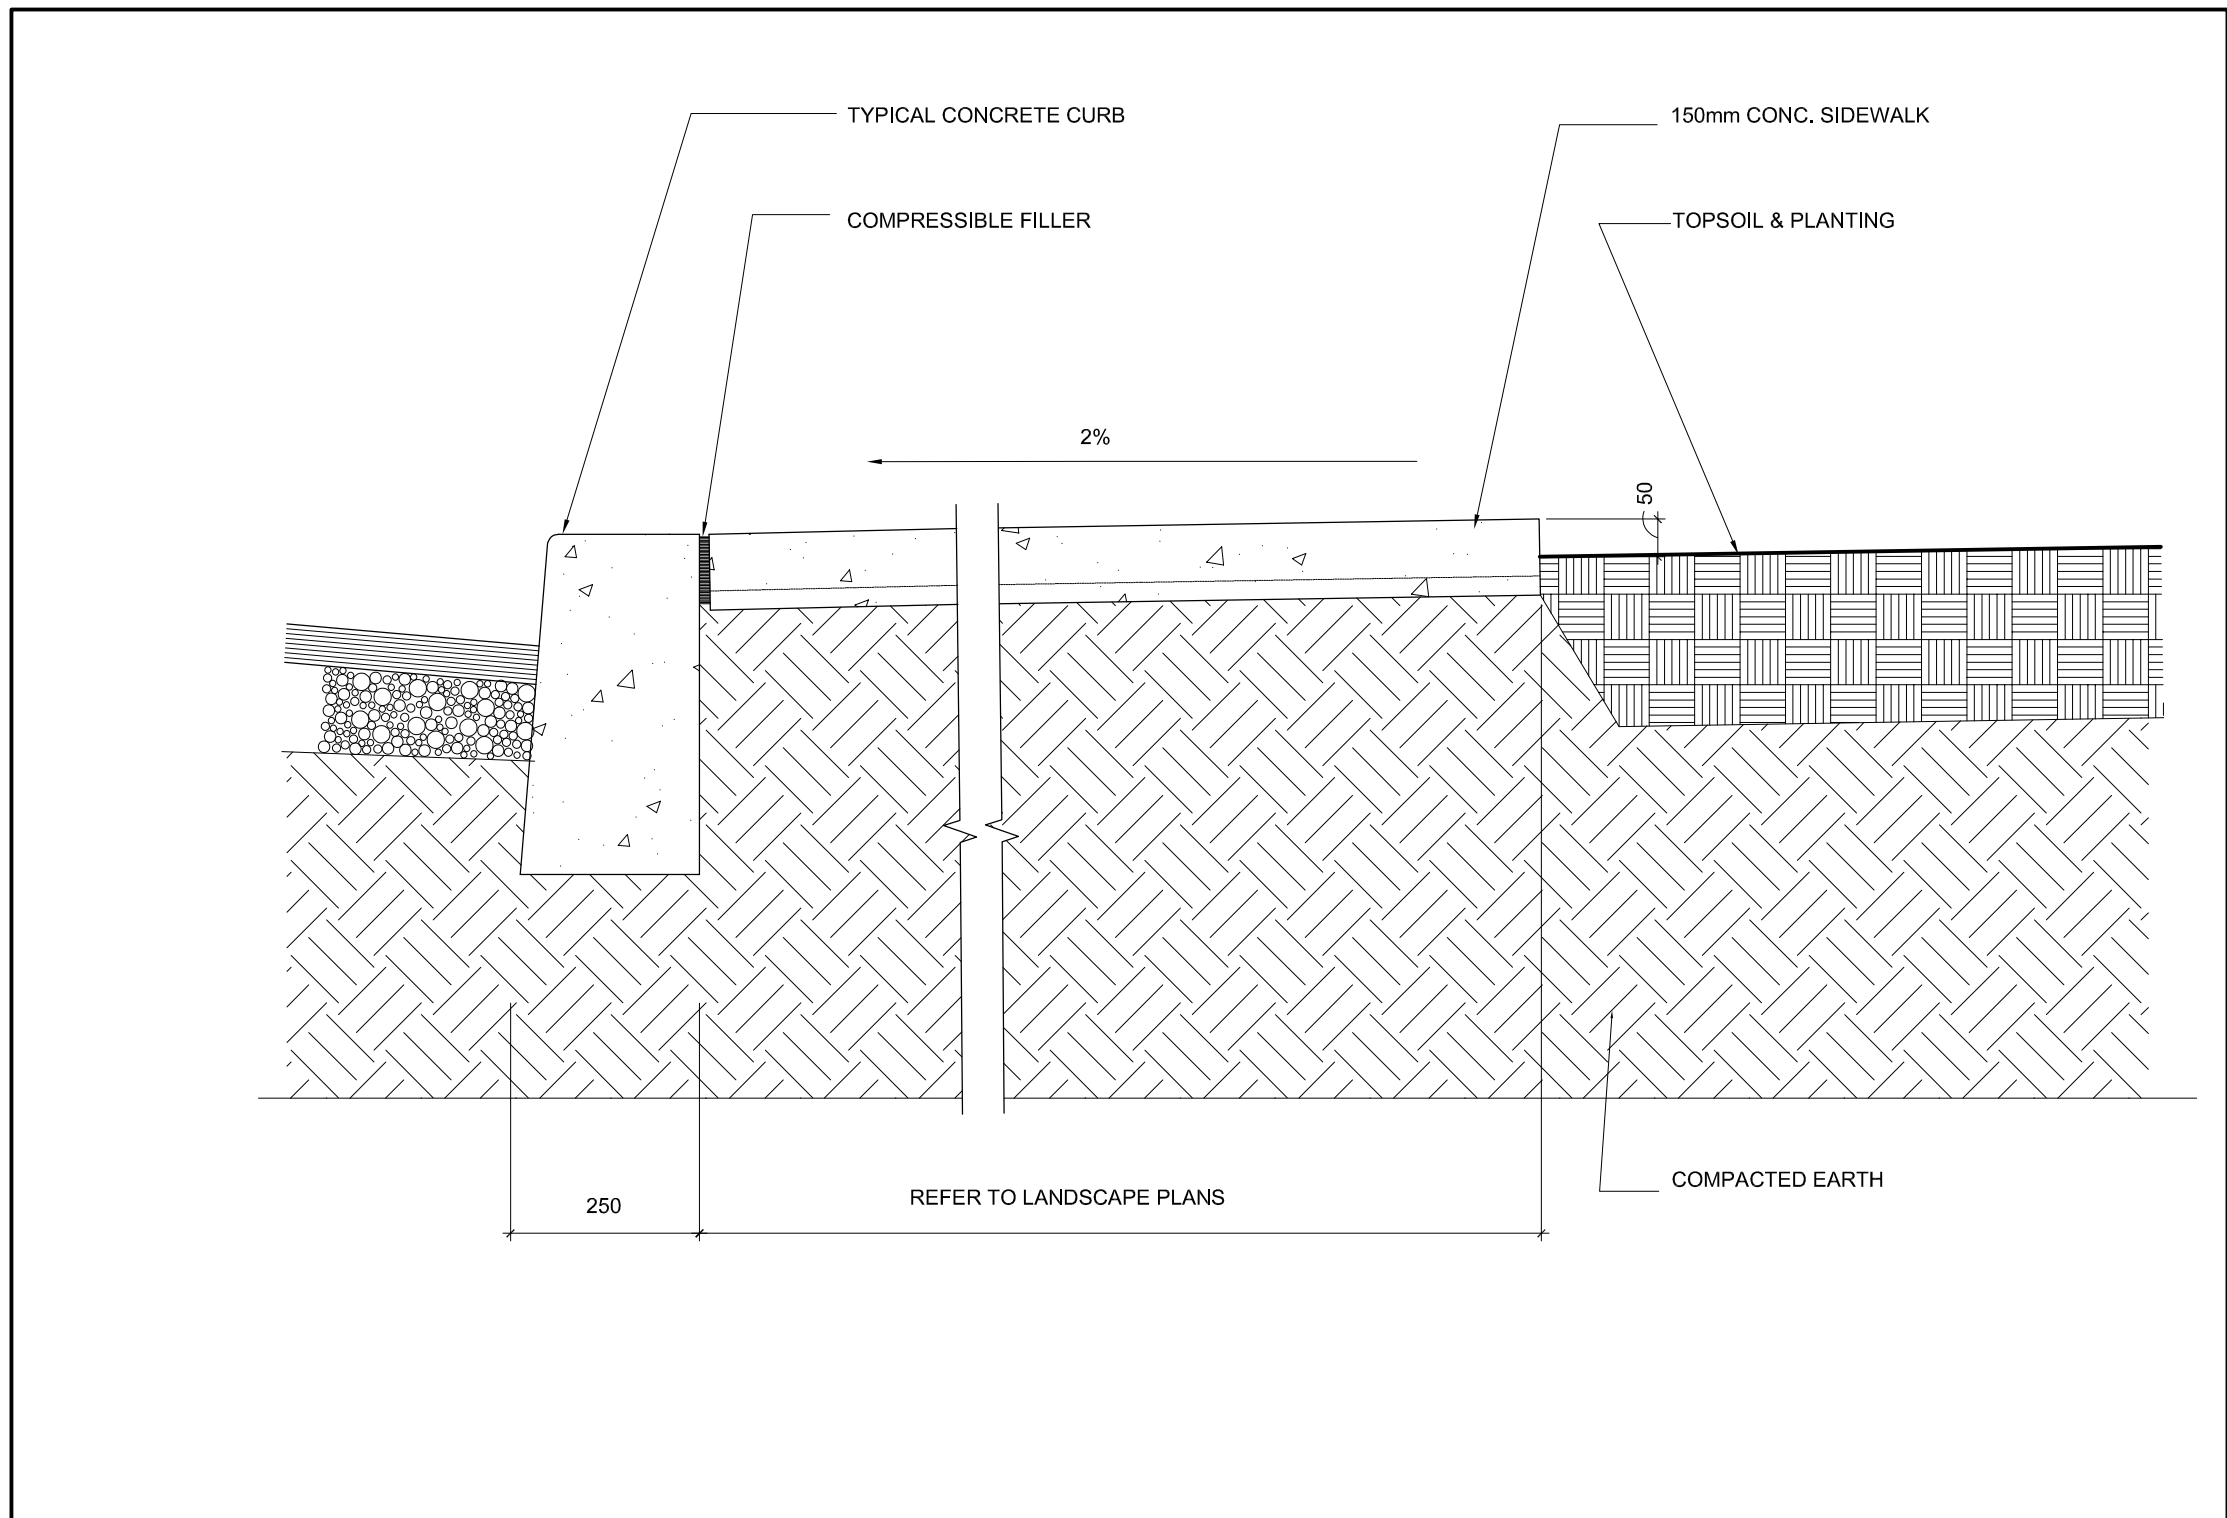 TYPICAL CONCRETE CURB
150mm CONC. SIDEWALK
COMPRESSIBLE FILLER
TOPSOIL & PLANTING
2%
50
COMPACTED EARTH
REFER TO LANDSCAPE PLANS
250